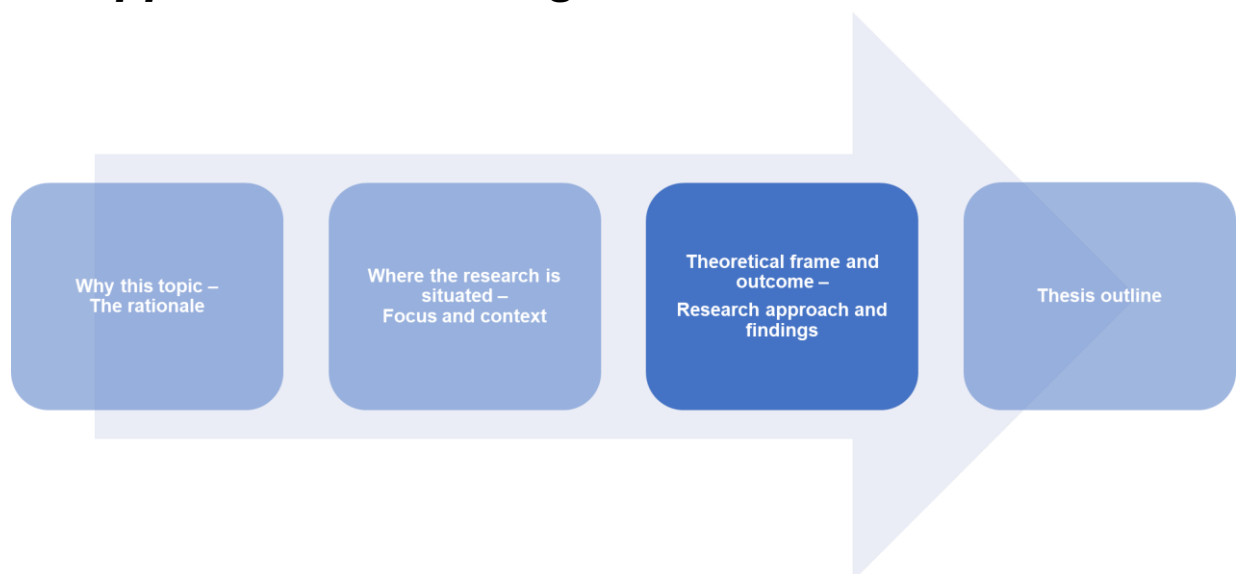 Why this topic –
The rationale
Where the research is
situated –
Focus and context
Theoretical frame and
outcome –
Research approach and
findings
Thesis outline